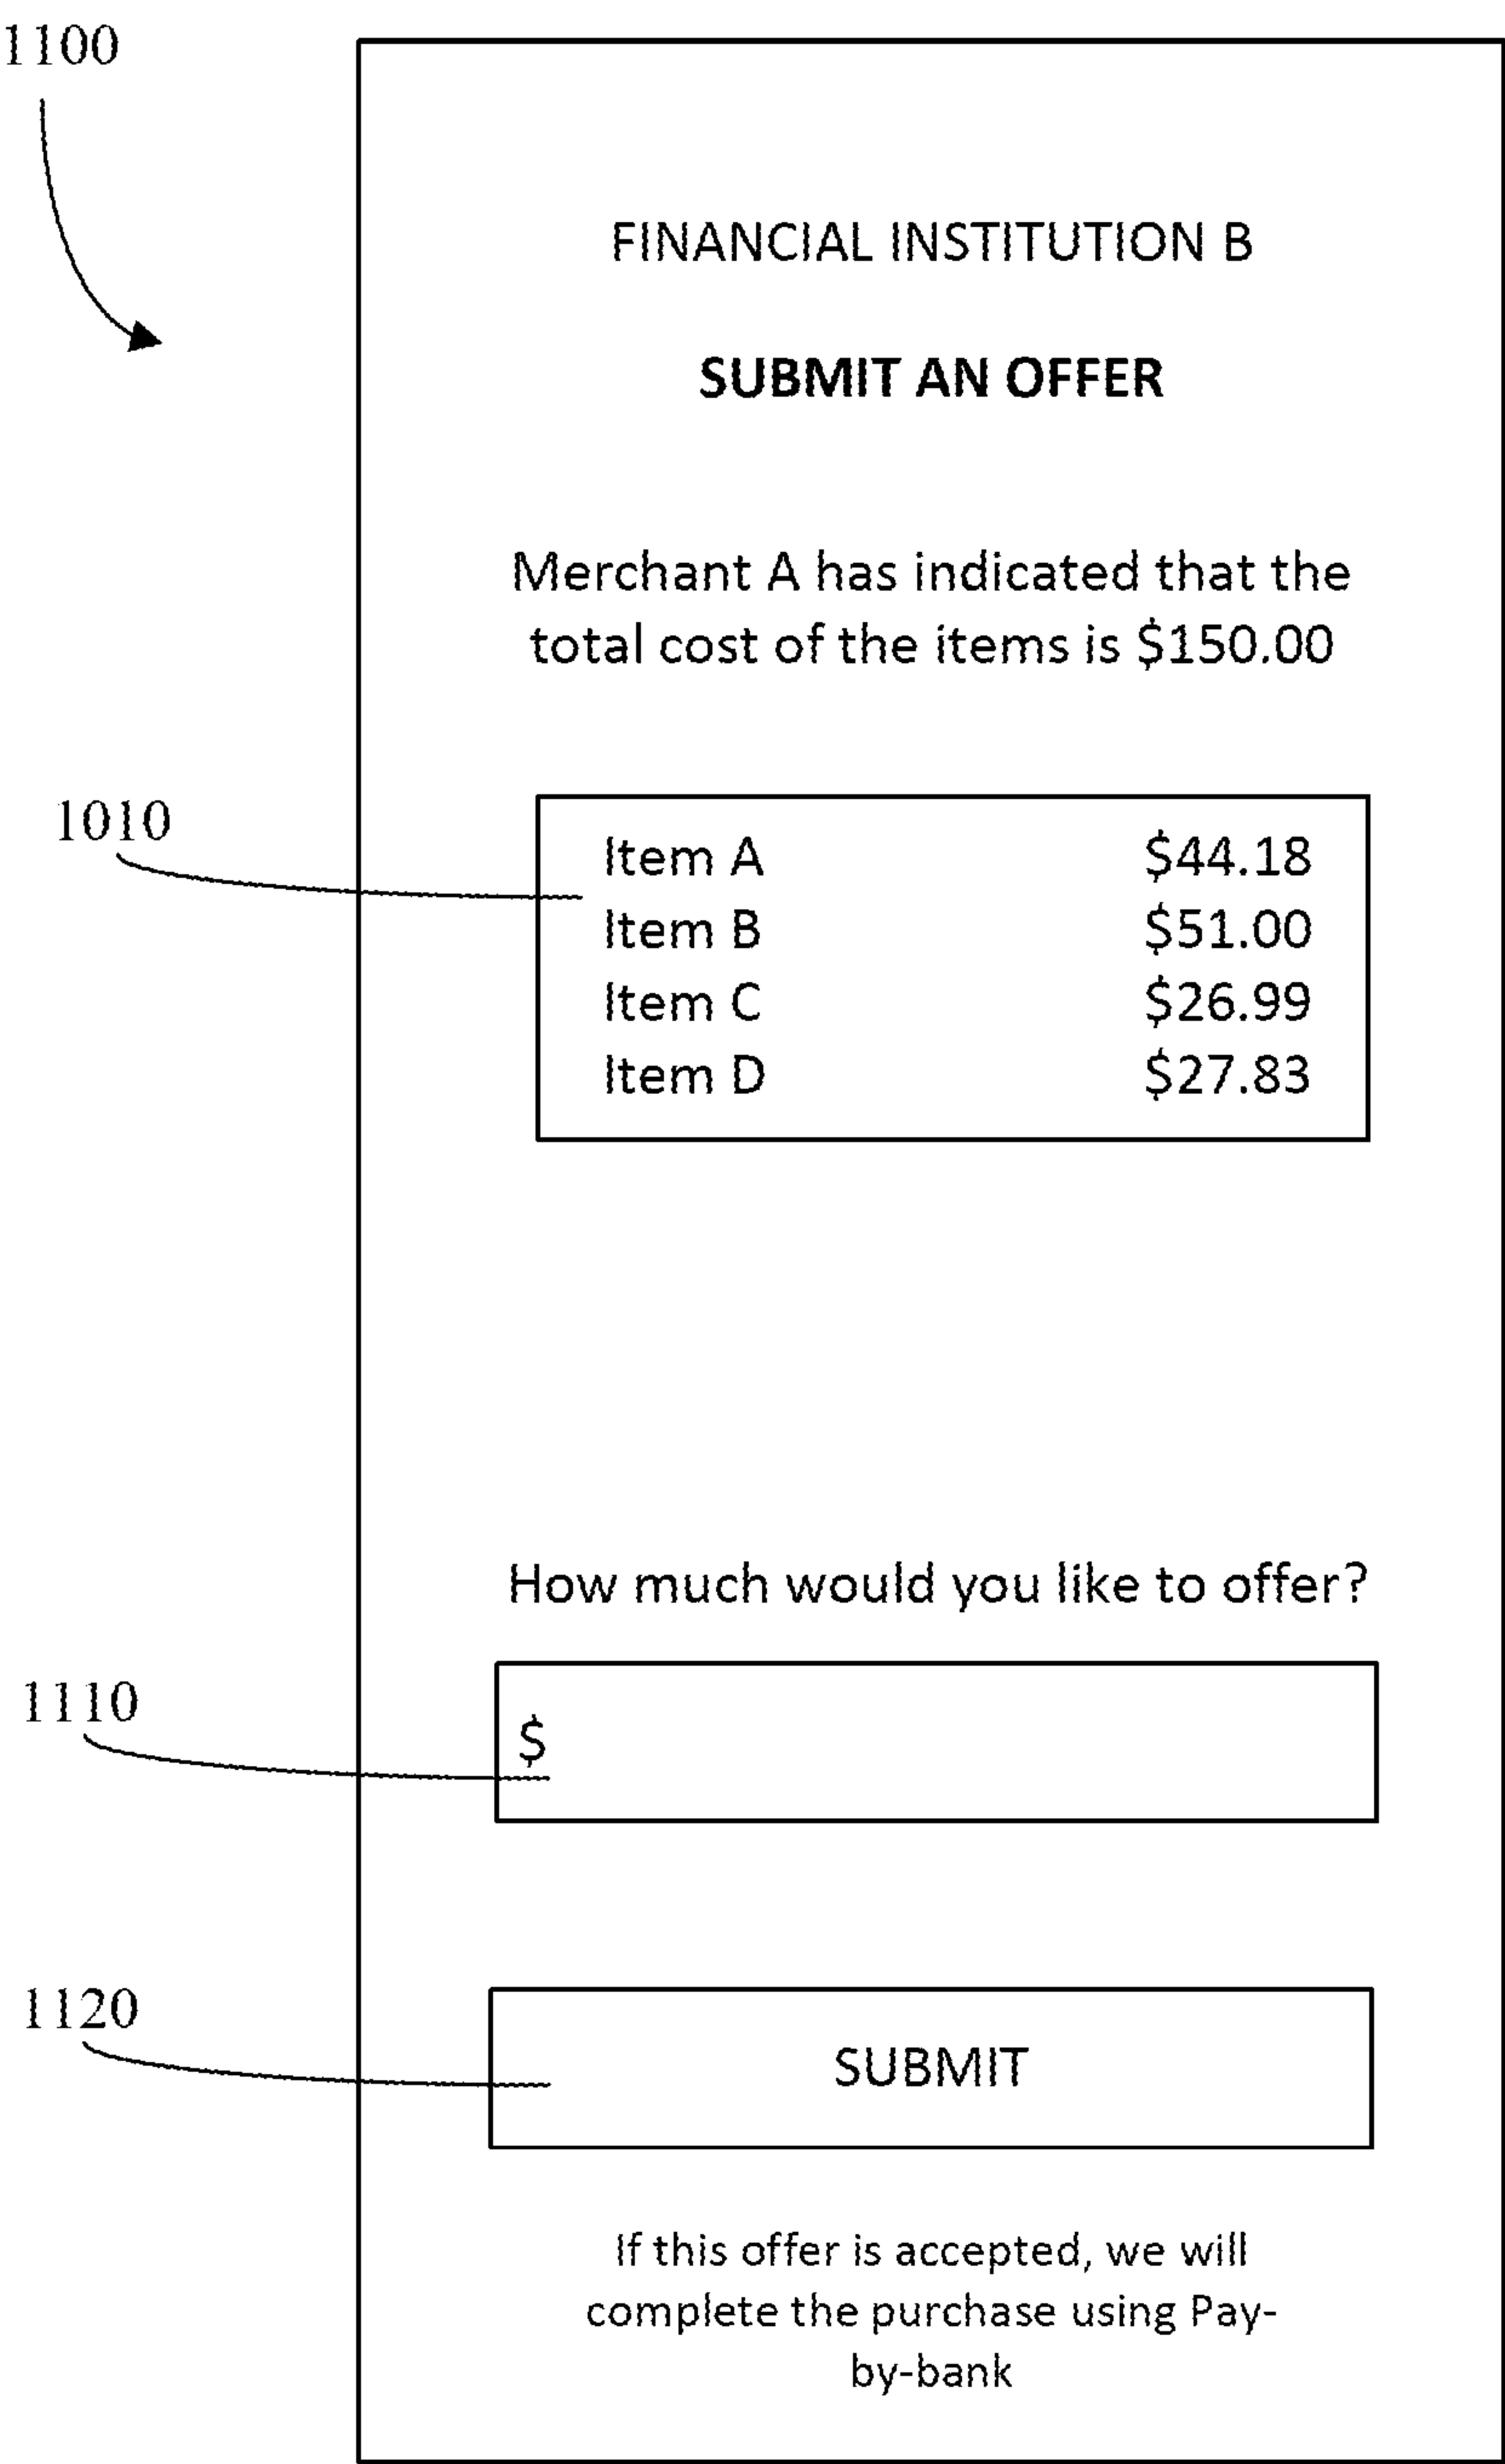 1100
FINANCIAL INSTITUTION B
SUBMIT AN OFFER
Merchant A has indicated that the
total cost of the items is $150.00
1010
Item A $44.18
Item B $51.00
Item C $26.99
Item D $27.83
How much would you like to offer?
1110
$
1120
SUBMIT
If this offer is accepted, we will
complete the purchase using Pay-
by-bank